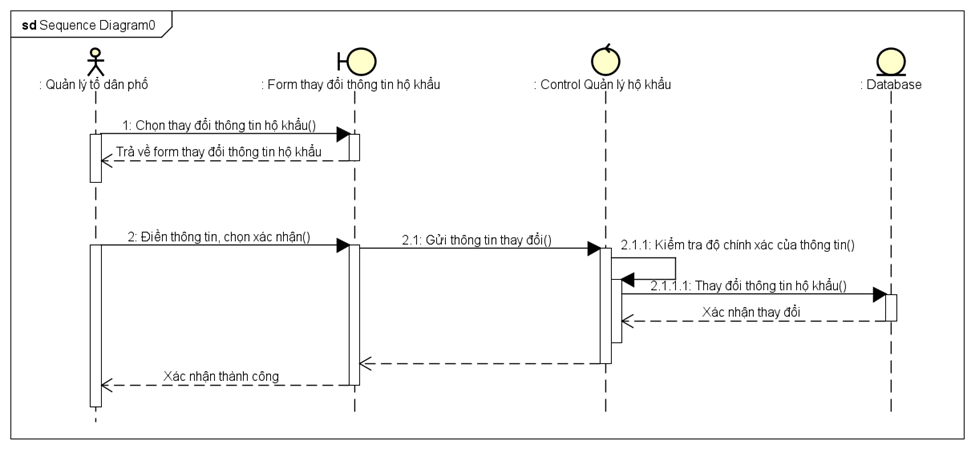 sd Sequence Diagram0
: Quản lý tổ dân phố
: Form thay đổi thông tin hộ khẩu
: Control Quản lý hộ khẩu
: Database
1: Chọn thay đổi thông tin hộ khẩu()
Trả về form thay đổi thông tin hộ khẩu
2: Điền thông tin, chọn xác nhận()
2.1: Gửi thông tin thay đổi()
2.1.1: Kiểm tra độ chính xác của thông tin()
2.1.1.1: Thay đổi thông tin hộ khẩu()
Xác nhận thay đổi
Xác nhận thành công